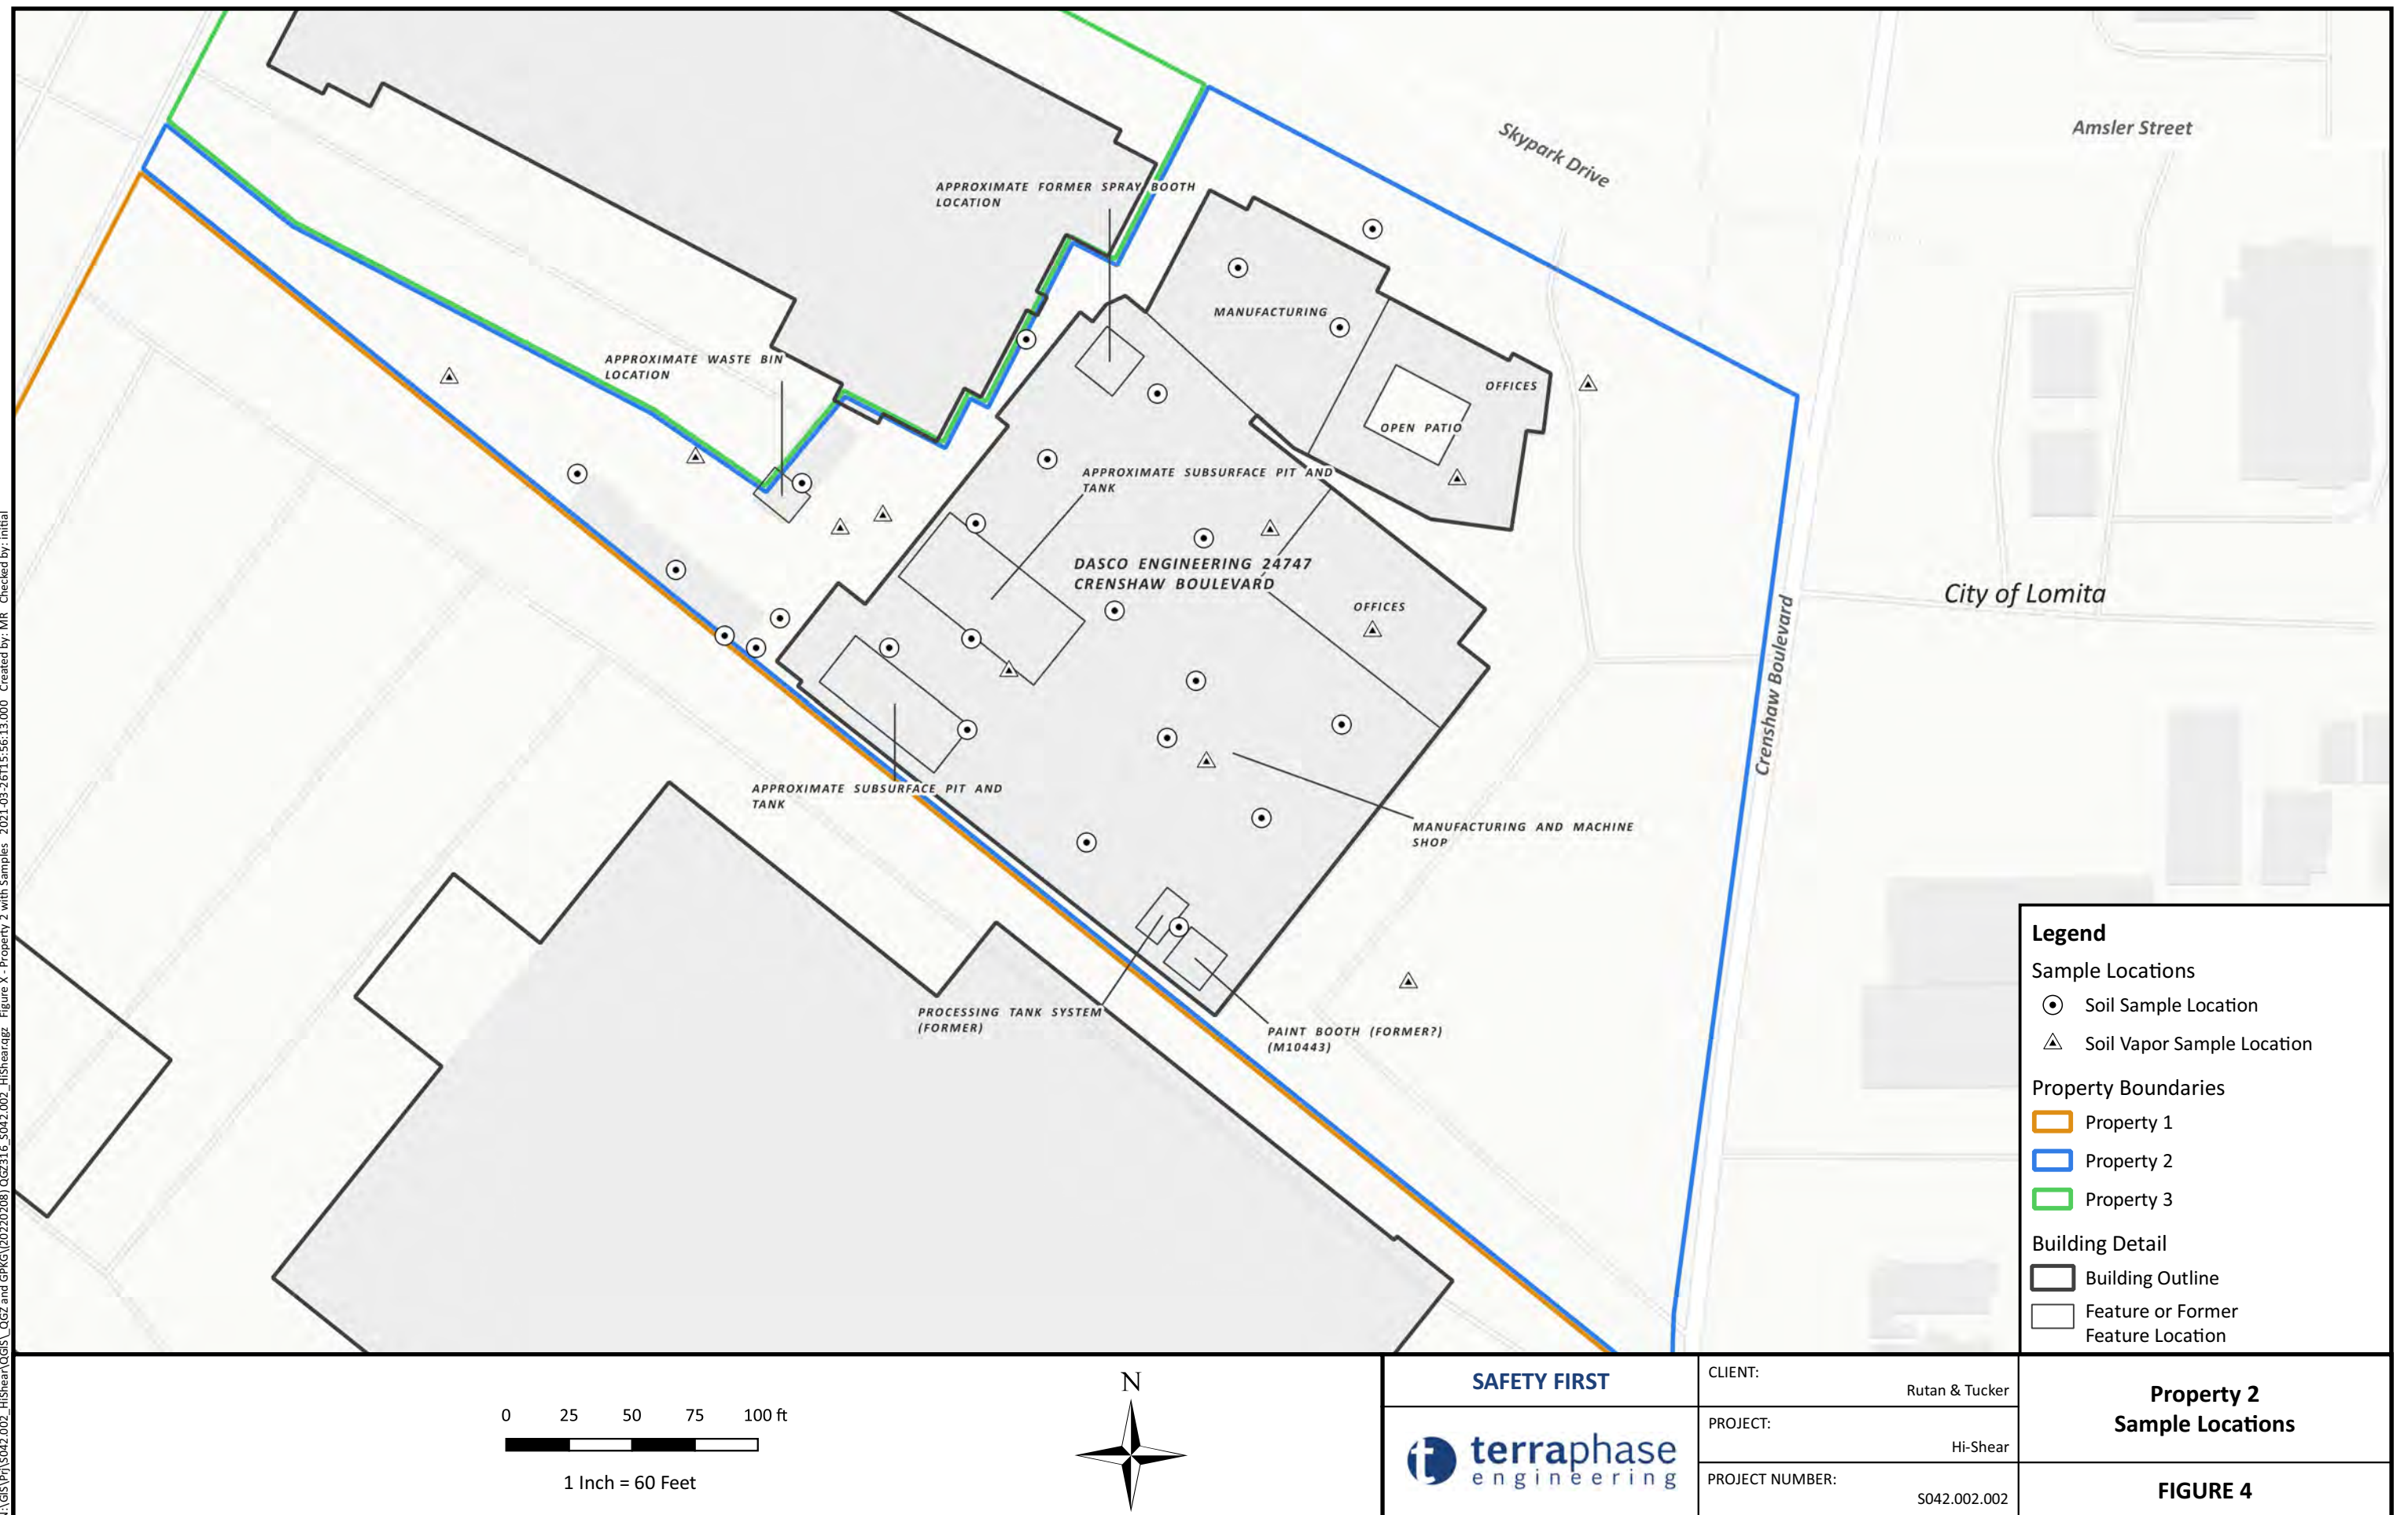 Skypark Drive
Amsler Street
APPROXIMATE FORMER SPRAY BOOTH
LOCATION
MANUFACTURING
APPROXIMATE WASTE BIN
LOCATION
OFFICES
OPEN PATIO
APPROXIMATE SUBSURFACE PIT AND
TANK
DASCO ENGINEERING 24747
CRENSHAW BOULEVARD
OFFICES
City of Lomita
Crenshaw Boulevard
APPROXIMATE SUBSURFACE PIT AND
TANK
MANUFACTURING AND MACHINE
SHOP
PROCESSING TANK SYSTEM
(FORMER)
PAINT BOOTH (FORMER?)
(M10443)
Legend
Sample Locations
Soil Sample Location
Soil Vapor Sample Location
Property Boundaries
Property 1
Property 2
Property 3
Building Detail
Building Outline
Feature or Former
Feature Location
0 25 50 75 100 ft
1 Inch = 60 Feet
N
SAFETY FIRST
terraphase
engineering
CLIENT:
Rutan & Tucker
PROJECT:
Hi-Shear
PROJECT NUMBER:
S042.002.002
Property 2
Sample Locations
FIGURE 4